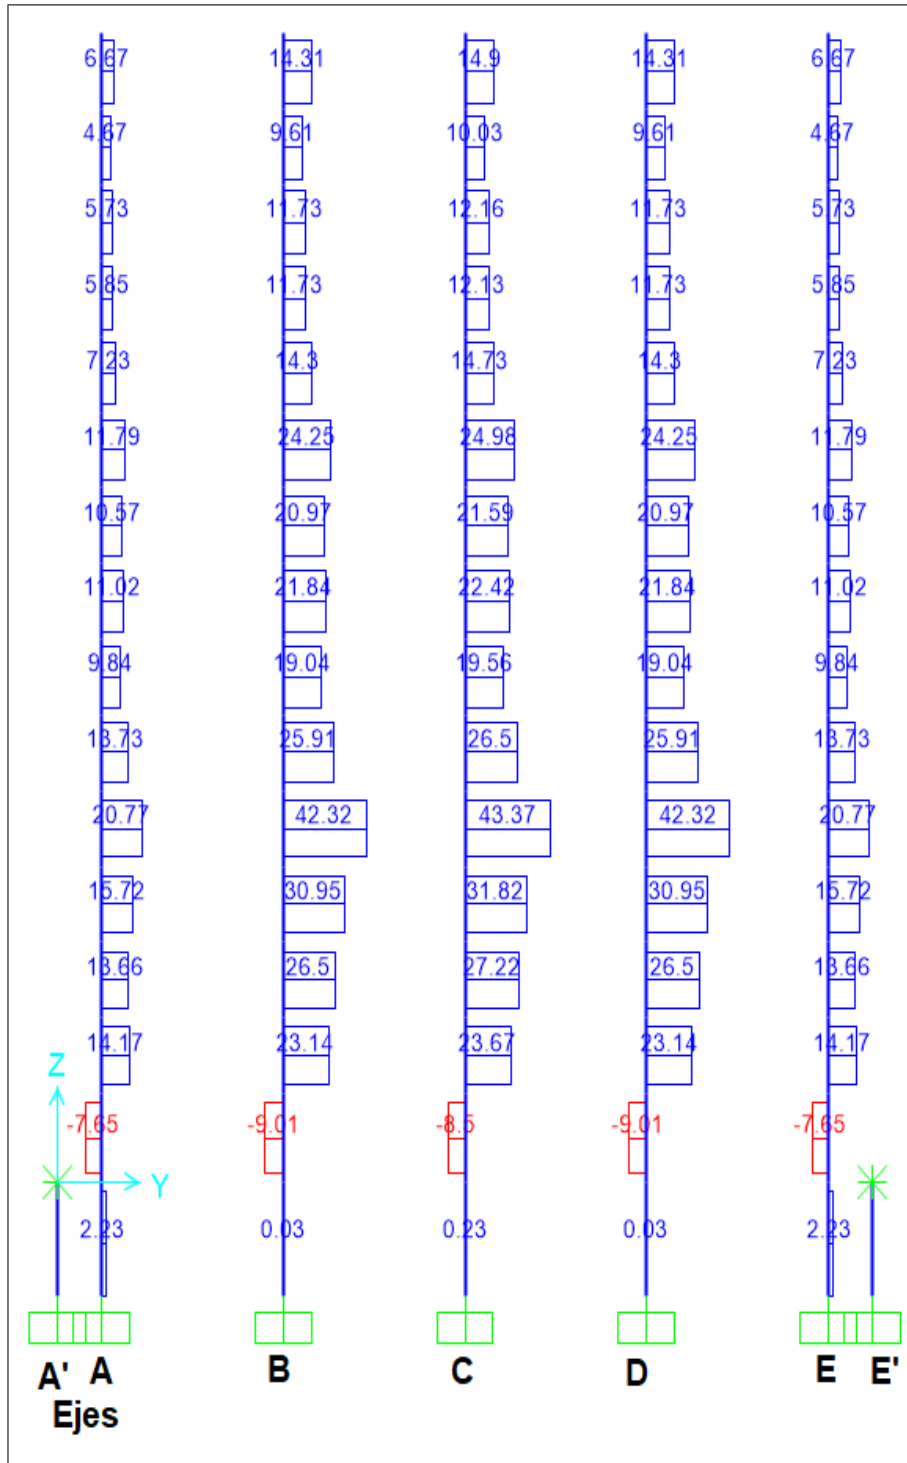 6.67 14.31 14.9 14.31 6.67
4.67 9.61 10.03 9.61 4.67
5.73 11.73 12.16 11.73 5.73
5.85 11.73 12.13 11.73 5.85
7.23 14.3 14.73 14.3 7.23
11.79 24.25 24.98 24.25 11.79
10.57 20.97 21.59 20.97 10.57
11.02 21.84 22.42 21.84 11.02
9.84 19.04 19.56 19.04 9.84
13.73 25.91 26.5 25.91 13.73
20.77 42.32 43.37 42.32 20.77
15.72 30.95 31.82 30.95 15.72
13.66 26.5 27.22 26.5 13.66
14.17 23.14 23.67 23.14 14.17
Z
-7.65 -9.01 -8.5 -9.01 -7.65
Y
2.23 0.03 0.23 0.03 2.23
A' A B C D E E'
Ejes